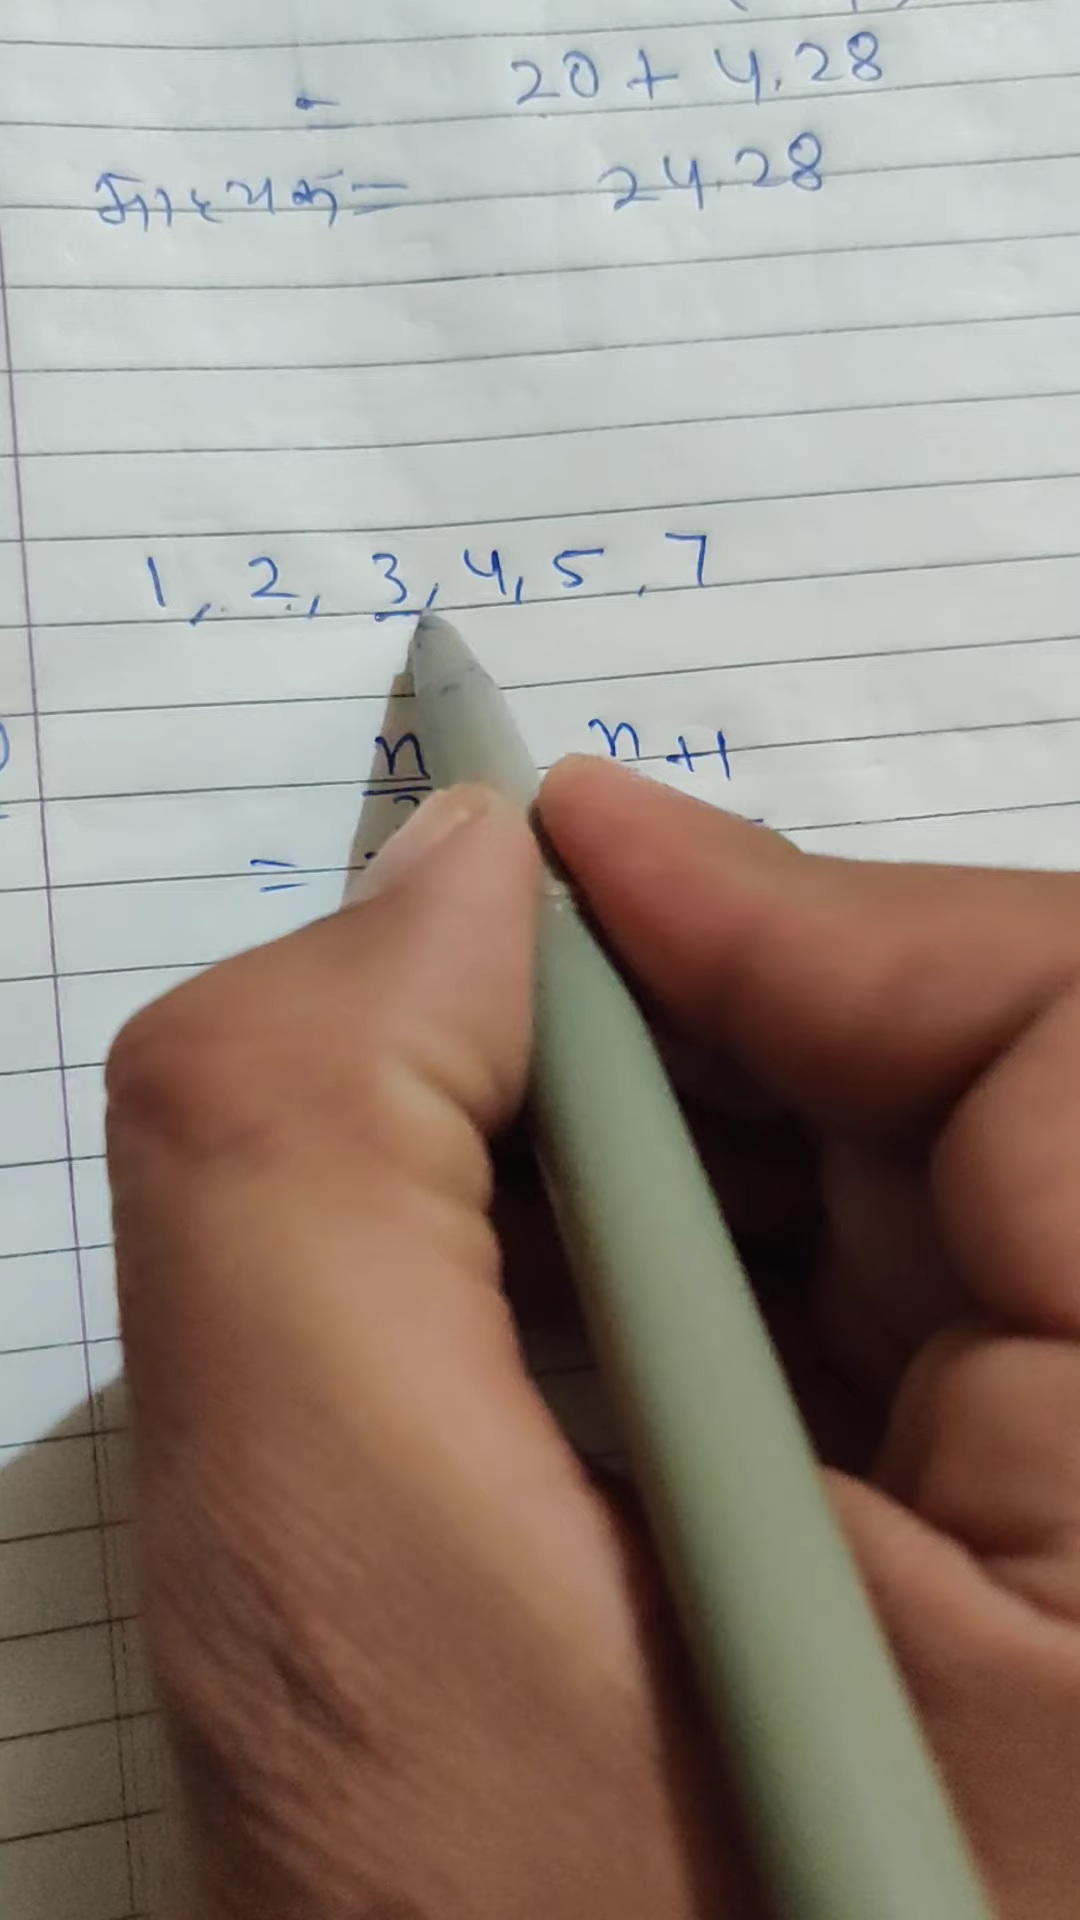 = 20 + 4.28
माध्यक = 24.28
1, 2, 3, 4, 5, 7
n n + 1
=